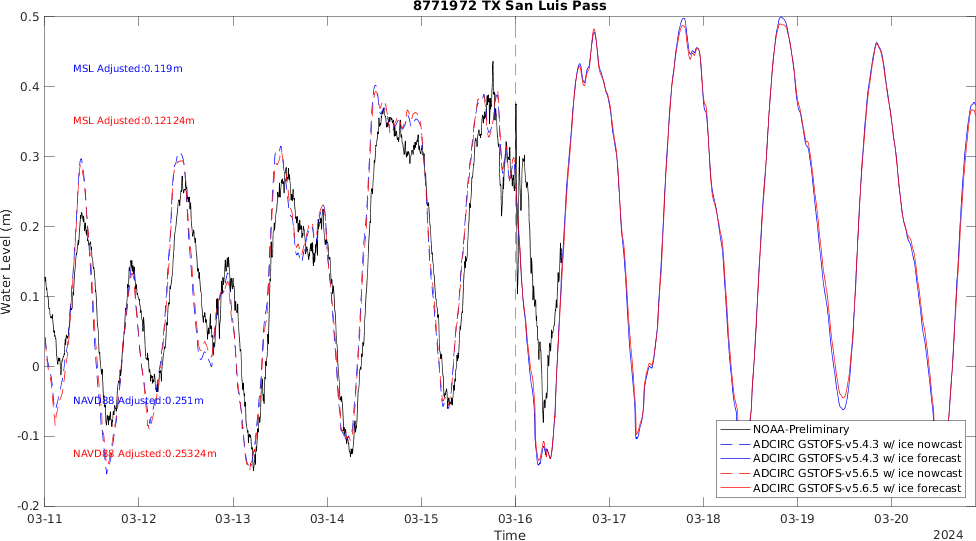 8771972 TX San Luis Pass
0.5
0.4
0.3
0.2
0.1
0
-0.1
-0.2
Water Level (m)
MSL Adjusted:0.119m
MSL Adjusted:0.12124m
NAVD88 Adjusted:0.251m
NAVD88 Adjusted:0.25324m
NOAA-Preliminary
ADCIRC GSTOFS-v5.4.3 w/ ice nowcast
ADCIRC GSTOFS-v5.4.3 w/ ice forecast
ADCIRC GSTOFS-v5.6.5 w/ ice nowcast
ADCIRC GSTOFS-v5.6.5 w/ ice forecast
03-11 03-12 03-13 03-14 03-15 03-16 03-17 03-18 03-19 03-20
Time
2024